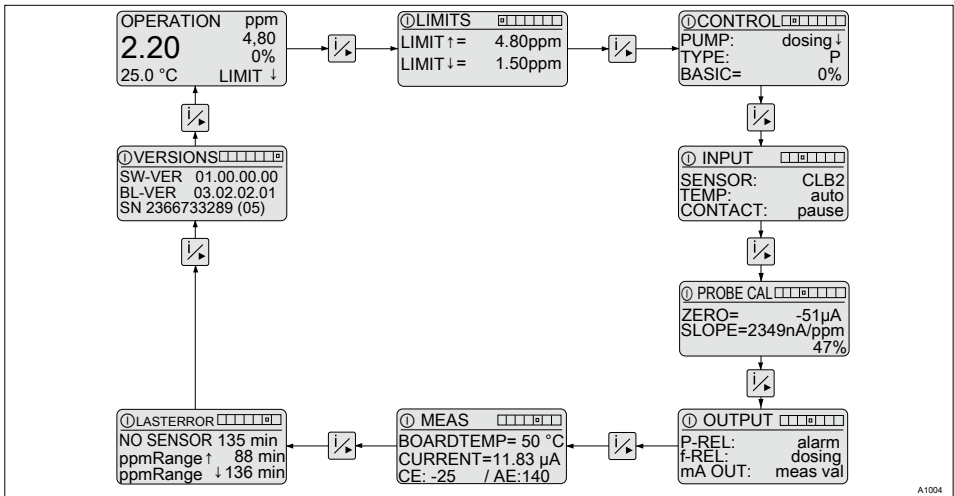 OPERATION ppm
2.20 4,80
0%
25.0 °C LIMIT ↓
i/▸
ⓘ LIMITS
LIMIT↑= 4.80ppm
LIMIT↓= 1.50ppm
i/▸
ⓘ CONTROL
PUMP: dosing↓
TYPE: P
BASIC= 0%
i/▸
ⓘ INPUT
SENSOR: CLB2
TEMP: auto
CONTACT: pause
i/▸
ⓘ PROBE CAL
ZERO= -51µA
SLOPE=2349nA/ppm
47%
i/▸
ⓘ OUTPUT
P-REL: alarm
f-REL: dosing
mA OUT: meas val
i/▸
ⓘ MEAS
BOARDTEMP= 50 °C
CURRENT=11.83 µA
CE: -25 / AE:140
i/▸
ⓘ LASTERROR
NO SENSOR 135 min
ppmRange↑ 88 min
ppmRange ↓136 min
i/▸
ⓘ VERSIONS
SW-VER 01.00.00.00
BL-VER 03.02.02.01
SN 2366733289 (05)
i/▸
A1004